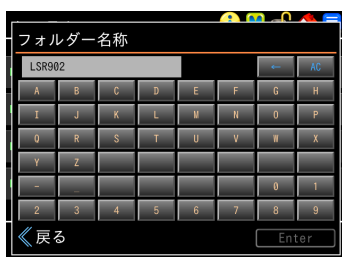 フォルダー名称
LSR902 ← AC
A B C D E F G H
I J K L M N O P
Q R S T U V W X
Y Z
- _ 0 1
2 3 4 5 6 7 8 9
《戻る Enter